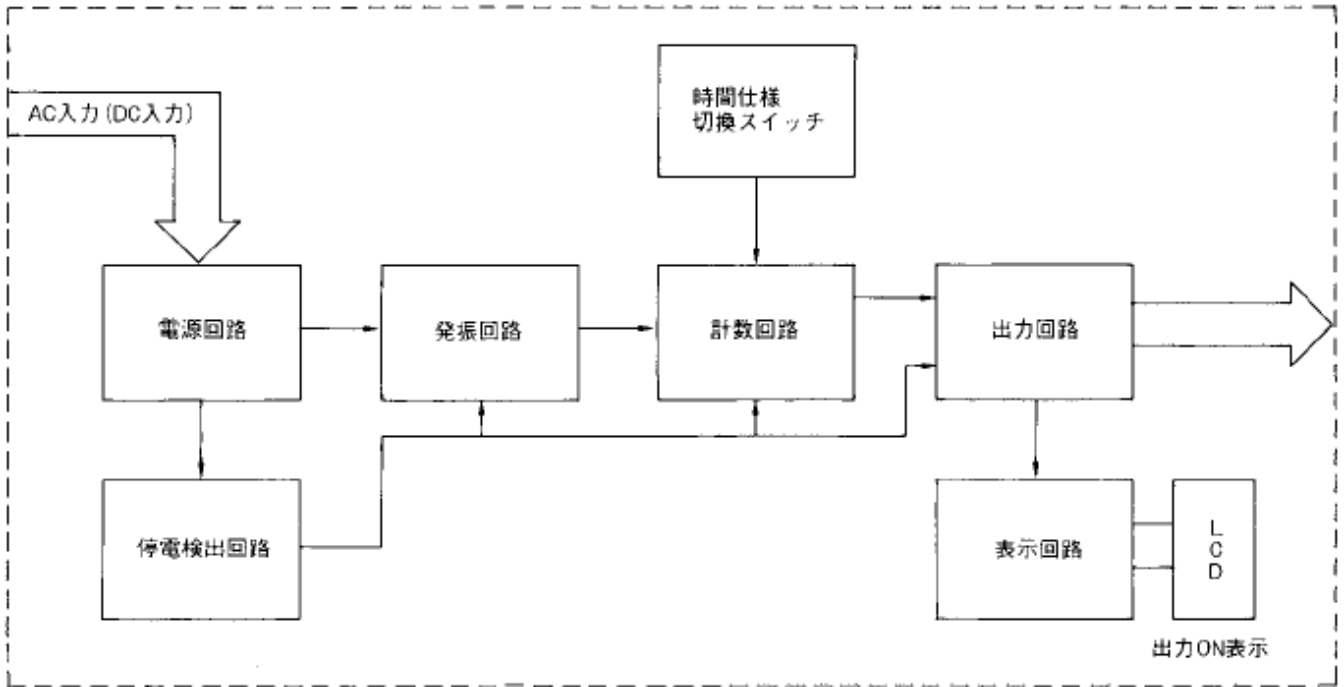 AC入力(DC入力)
時間仕様
切換スイッチ
電源回路
発振回路
計数回路
出力回路
停電検出回路
表示回路
L
C
D
出力ON表示